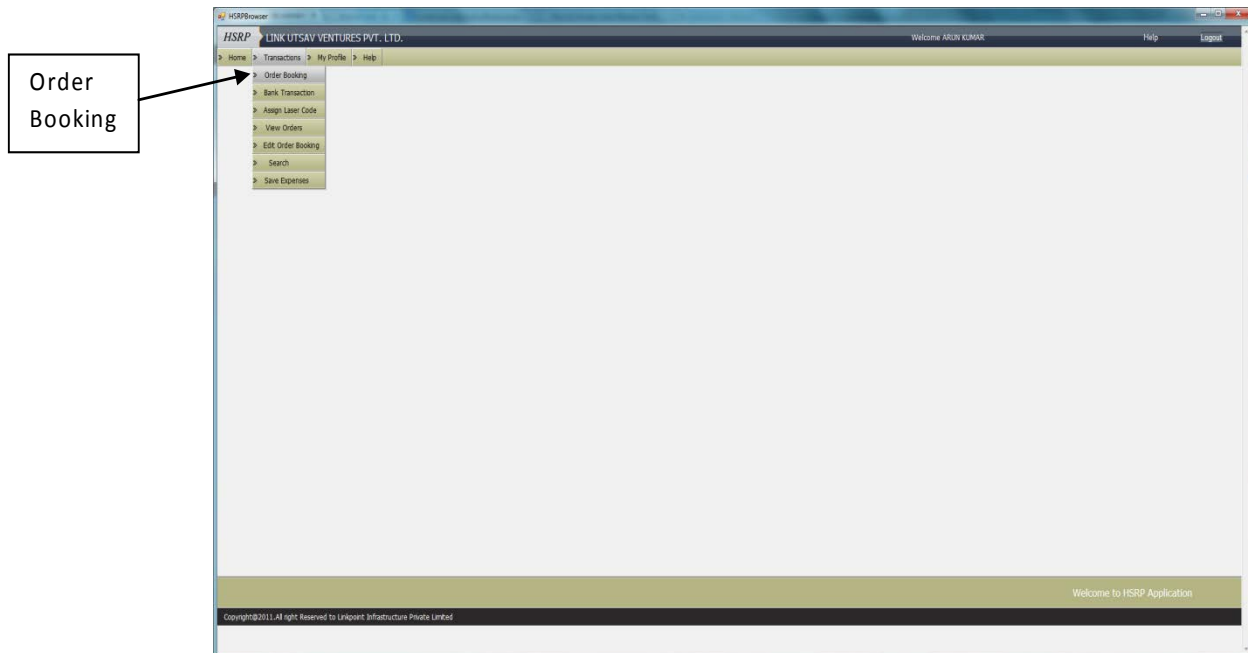 HSRPBrowser
HSRP LINK UTSAV VENTURES PVT. LTD. Welcome ARUN KUMAR Help Logout
Home Transactions My Profile Help
Order Booking
Order Booking
Bank Transaction
Assign Laser Code
View Orders
Edit Order Booking
Search
Save Expenses
Welcome to HSRP Application
Copyright@2011.All right Reserved to Linkpoint Infrastructure Private Limited